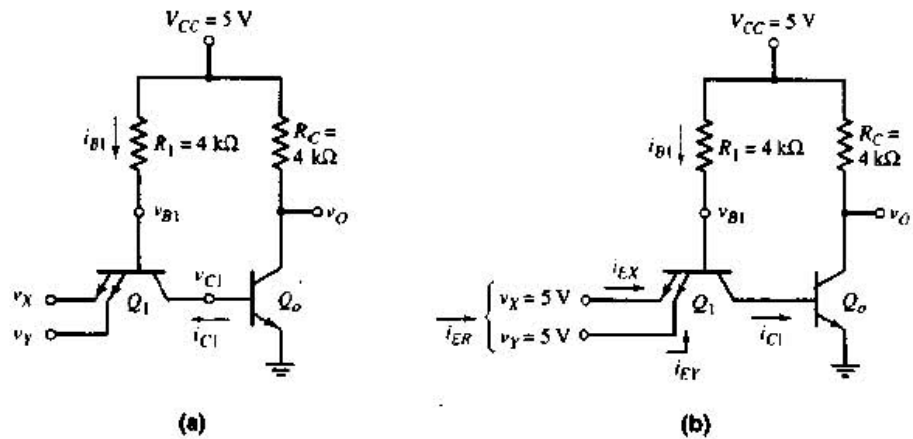 V_CC = 5 V
i_B1
R_1 = 4 kΩ
R_C =
4 kΩ
v_B1
v_O
v_X
v_Y
Q_1
v_C1
i_C1
Q_o
(a)
V_CC = 5 V
i_B1
R_1 = 4 kΩ
R_C =
4 kΩ
v_B1
v_O
i_EX
i_ER
v_X = 5 V
v_Y = 5 V
Q_1
i_EY
i_C1
Q_o
(b)